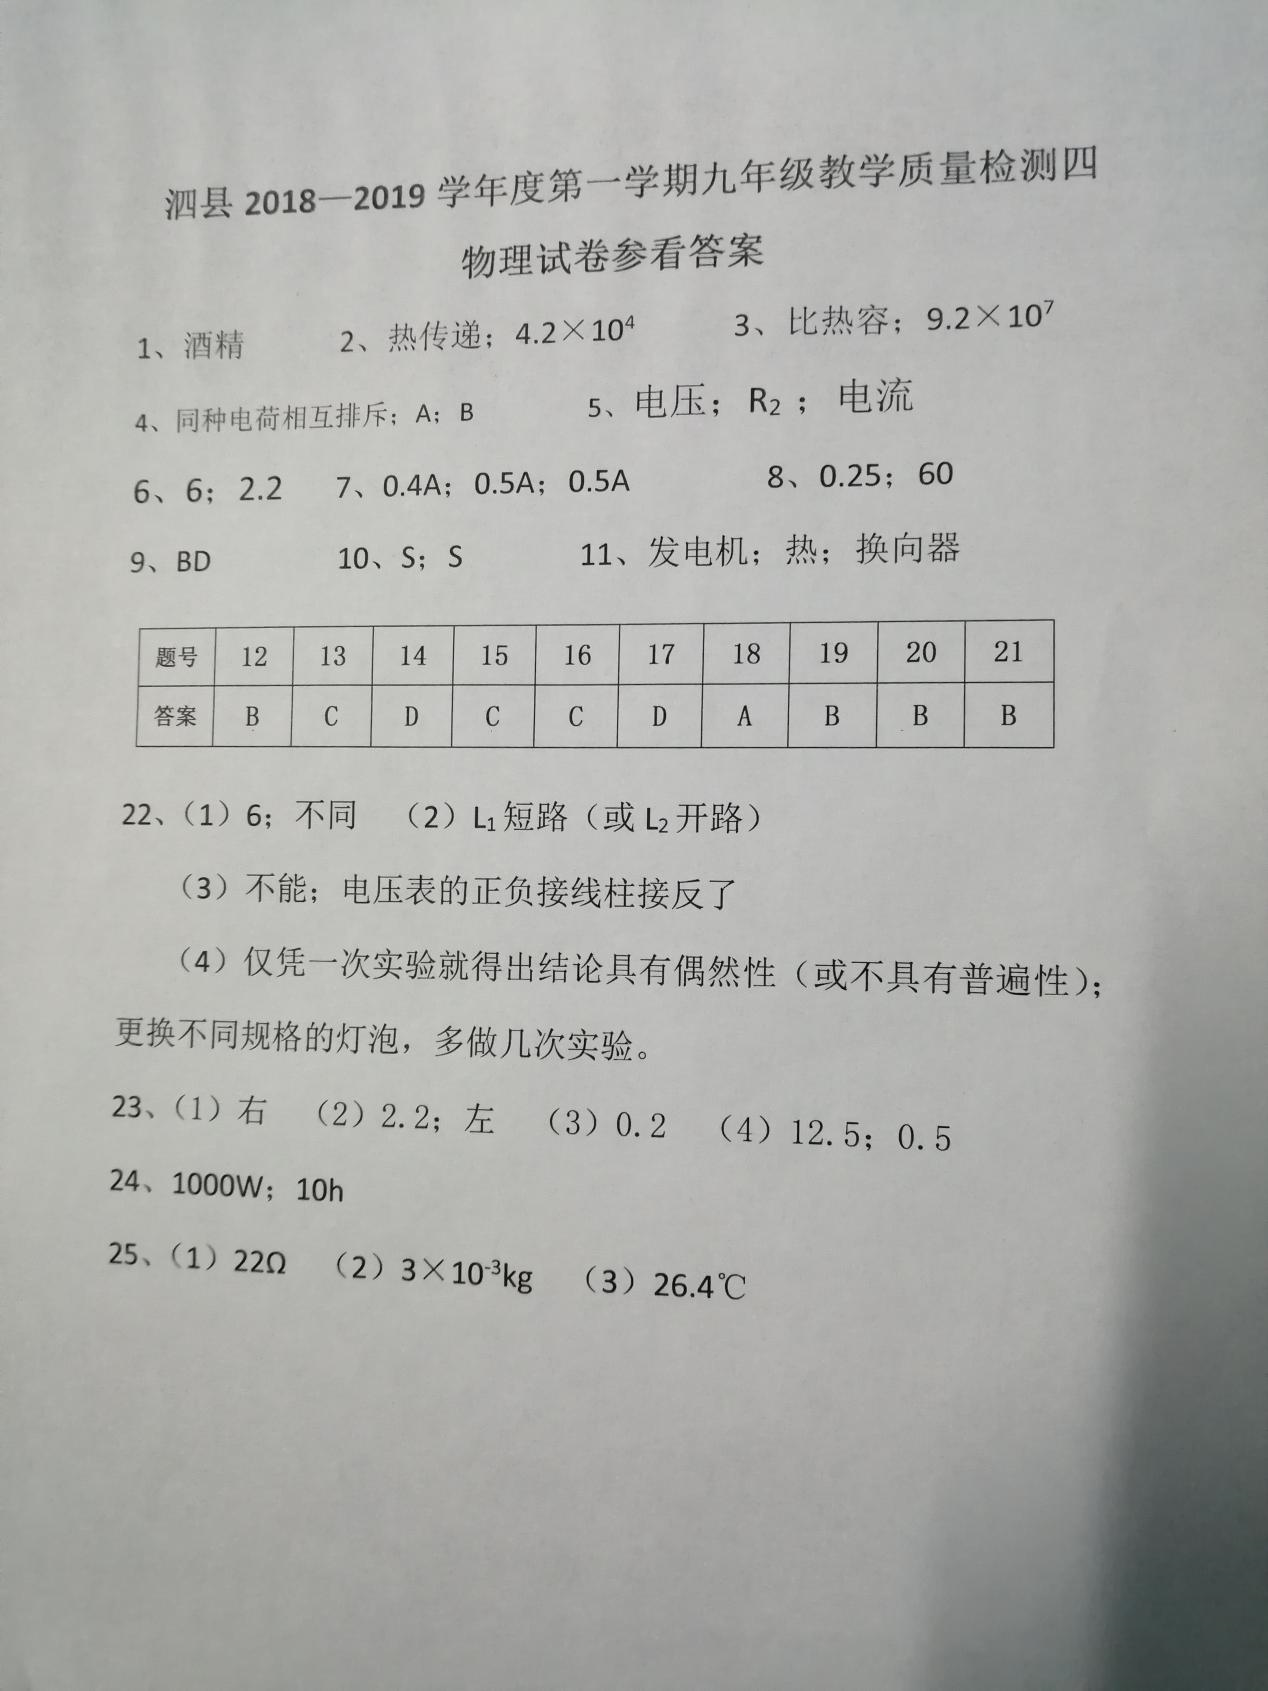 泗县 2018—2019 学年度第一学期九年级教学质量检测四
物理试卷参看答案
1、酒精 2、热传递；4.2×10⁴ 3、比热容；9.2×10⁷
4、同种电荷相互排斥；A；B 5、电压；R₂ ；电流
6、6；2.2 7、0.4A；0.5A；0.5A 8、0.25；60
9、BD 10、S；S 11、发电机；热；换向器
题号 12 13 14 15 16 17 18 19 20 21
答案 B C D C C D A B B B
22、（1）6；不同 （2）L₁短路（或 L₂开路）
（3）不能；电压表的正负接线柱接反了
（4）仅凭一次实验就得出结论具有偶然性（或不具有普遍性）；
更换不同规格的灯泡，多做几次实验。
23、（1）右 （2）2.2；左 （3）0.2 （4）12.5；0.5
24、1000W；10h
25、（1）22Ω （2）3×10⁻³kg （3）26.4℃